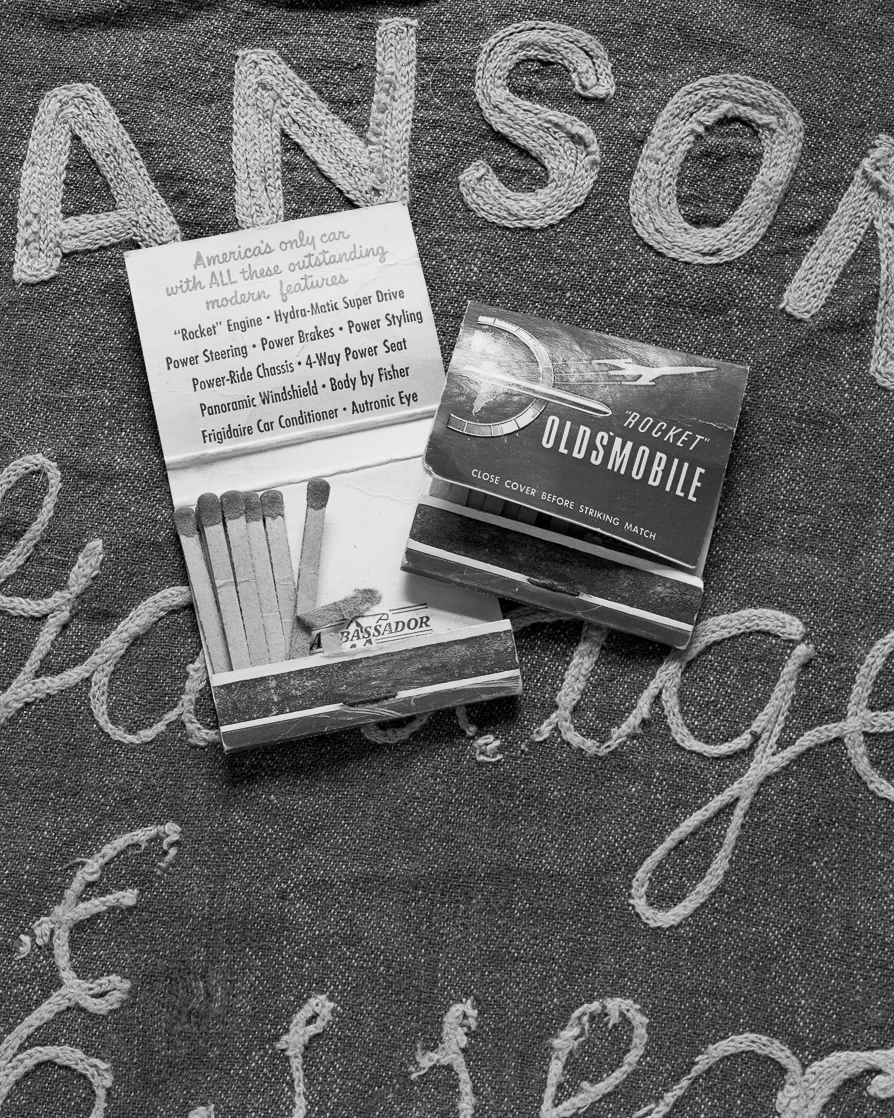 ANSON
America's only car
with ALL these outstanding
modern features
"Rocket" Engine • Hydra-Matic Super Drive
Power Steering • Power Brakes • Power Styling
Power-Ride Chassis • 4-Way Power Seat
Panoramic Windshield • Body by Fisher
Frigidaire Car Conditioner • Autronic Eye
BASSADOR
"ROCKET"
OLDSMOBILE
CLOSE COVER BEFORE STRIKING MATCH